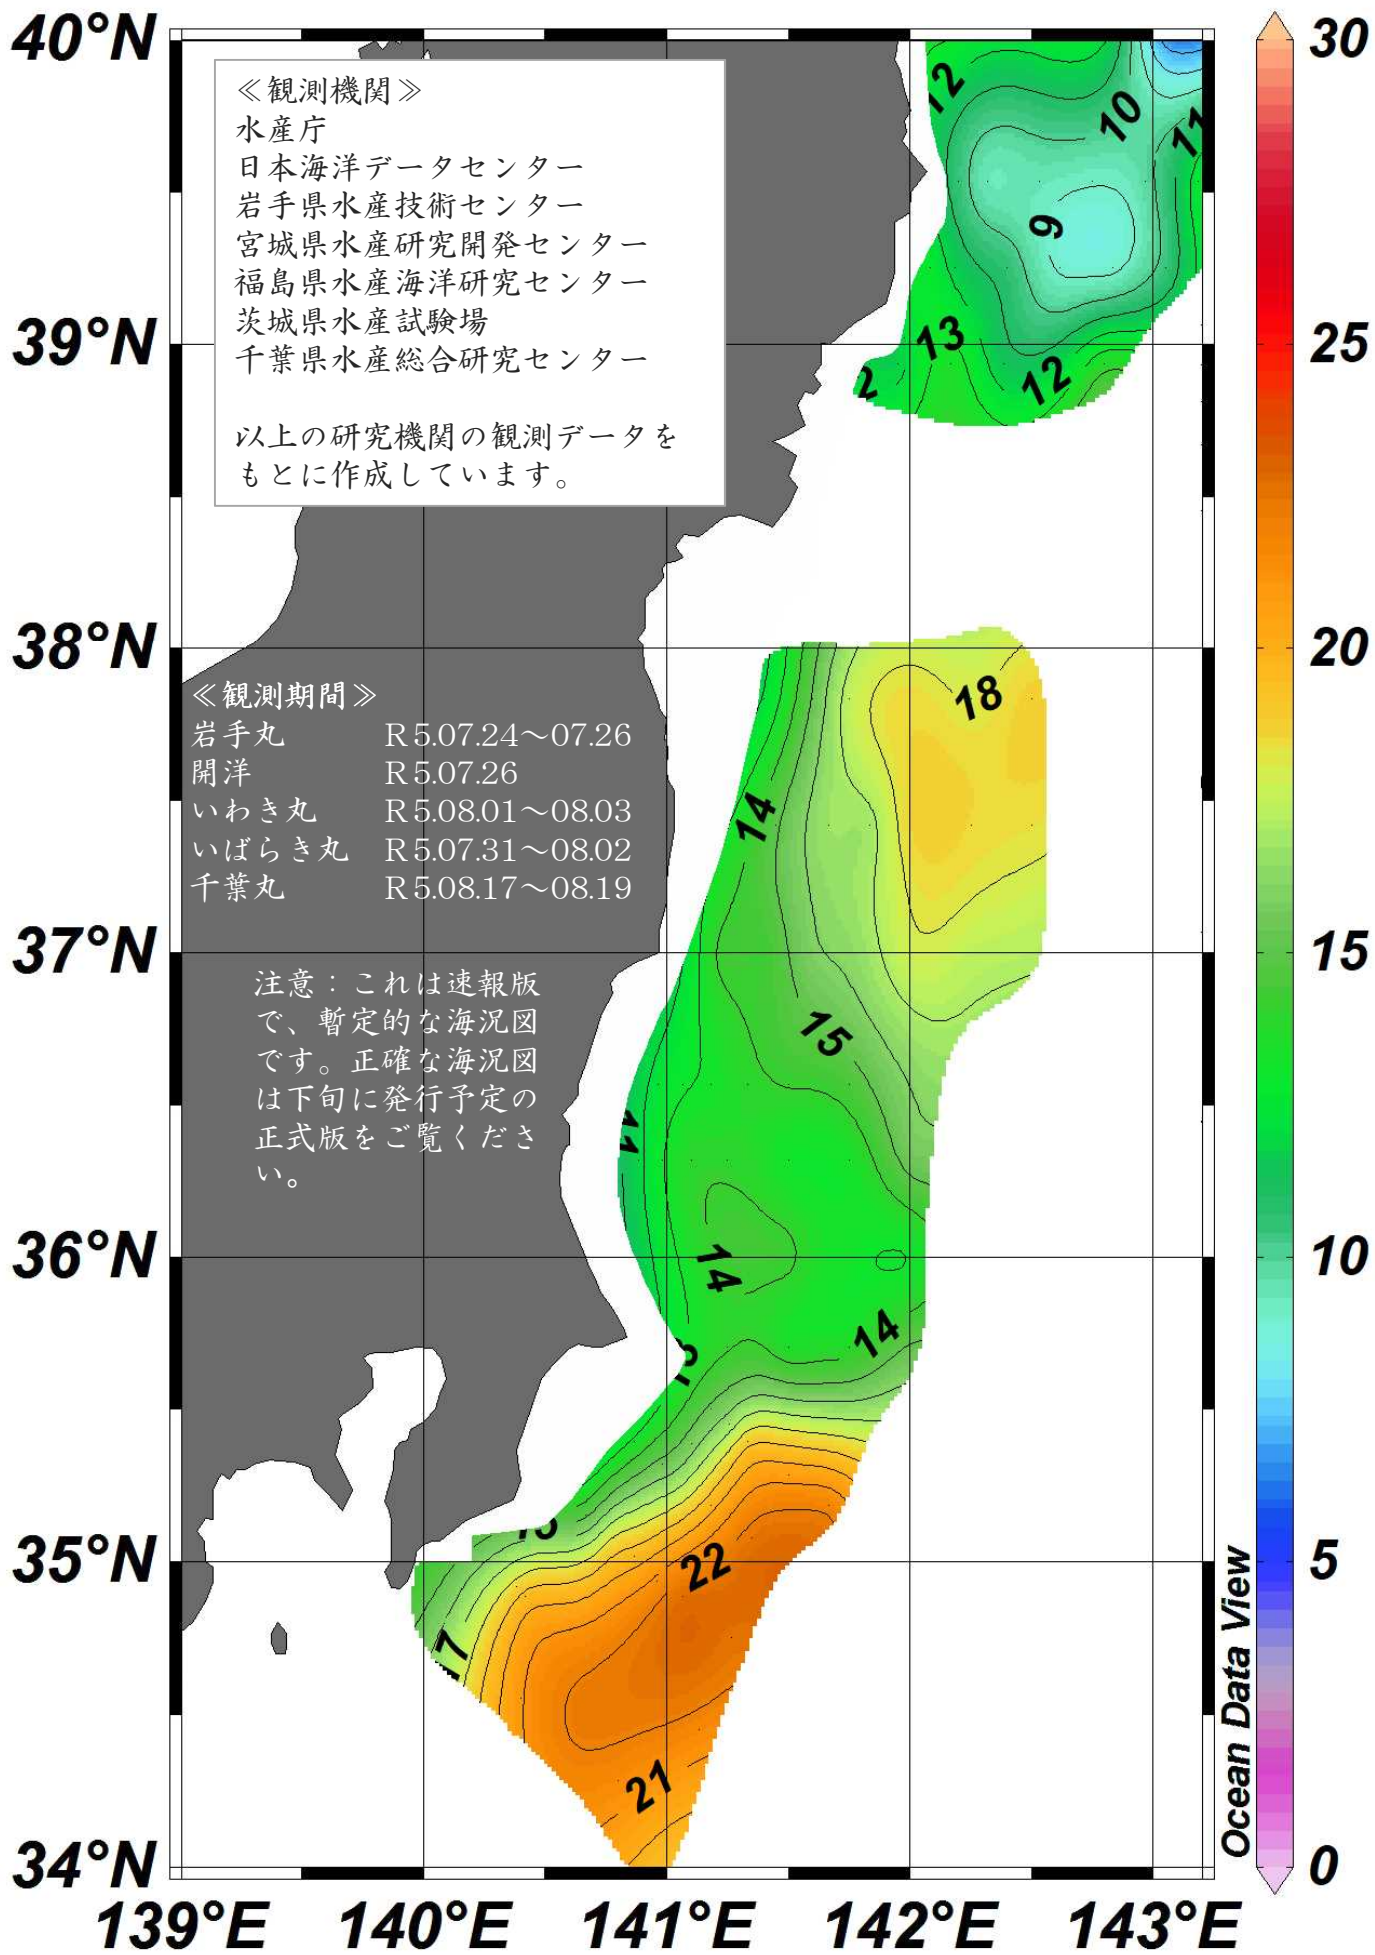 40°N
39°N
38°N
37°N
36°N
35°N
34°N
139°E 140°E 141°E 142°E 143°E
≪観測機関≫
水産庁
日本海洋データセンター
岩手県水産技術センター
宮城県水産研究開発センター
福島県水産海洋研究センター
茨城県水産試験場
千葉県水産総合研究センター
以上の研究機関の観測データを
もとに作成しています。
≪観測期間≫
岩手丸 R5.07.24～07.26
開洋 R5.07.26
いわき丸 R5.08.01～08.03
いばらき丸 R5.07.31～08.02
千葉丸 R5.08.17～08.19
注意：これは速報版
で、暫定的な海況図
です。正確な海況図
は下旬に発行予定の
正式版をご覧くださ
い。
12
10
11
9
13
12
18
14
15
14
14
22
17
21
30
25
20
15
10
5
0
Ocean Data View